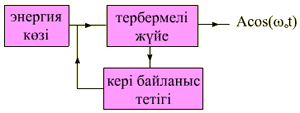 энергия
көзі
тербермелі
жүйе
Acos(ω₀t)
кері байланыс
тетігі